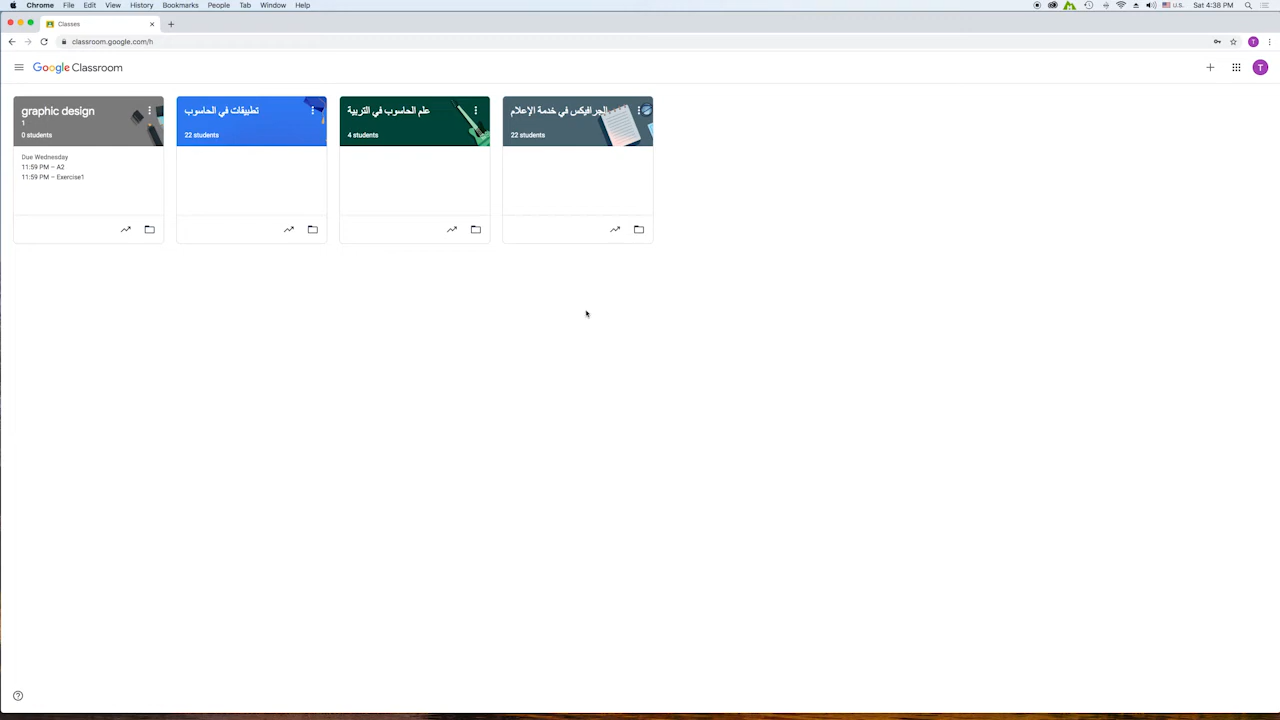 Chrome File Edit View History Bookmarks People Tab Window Help
U.S. Sat 4:38 PM
Classes
classroom.google.com/h
T
Google Classroom
T
graphic design
1
0 students
Due Wednesday
11:59 PM – A2
11:59 PM – Exercise1
تطبيقات في الحاسوب
22 students
علم الحاسوب في التربية
4 students
الجرافيكس في خدمة الإعلام
22 students